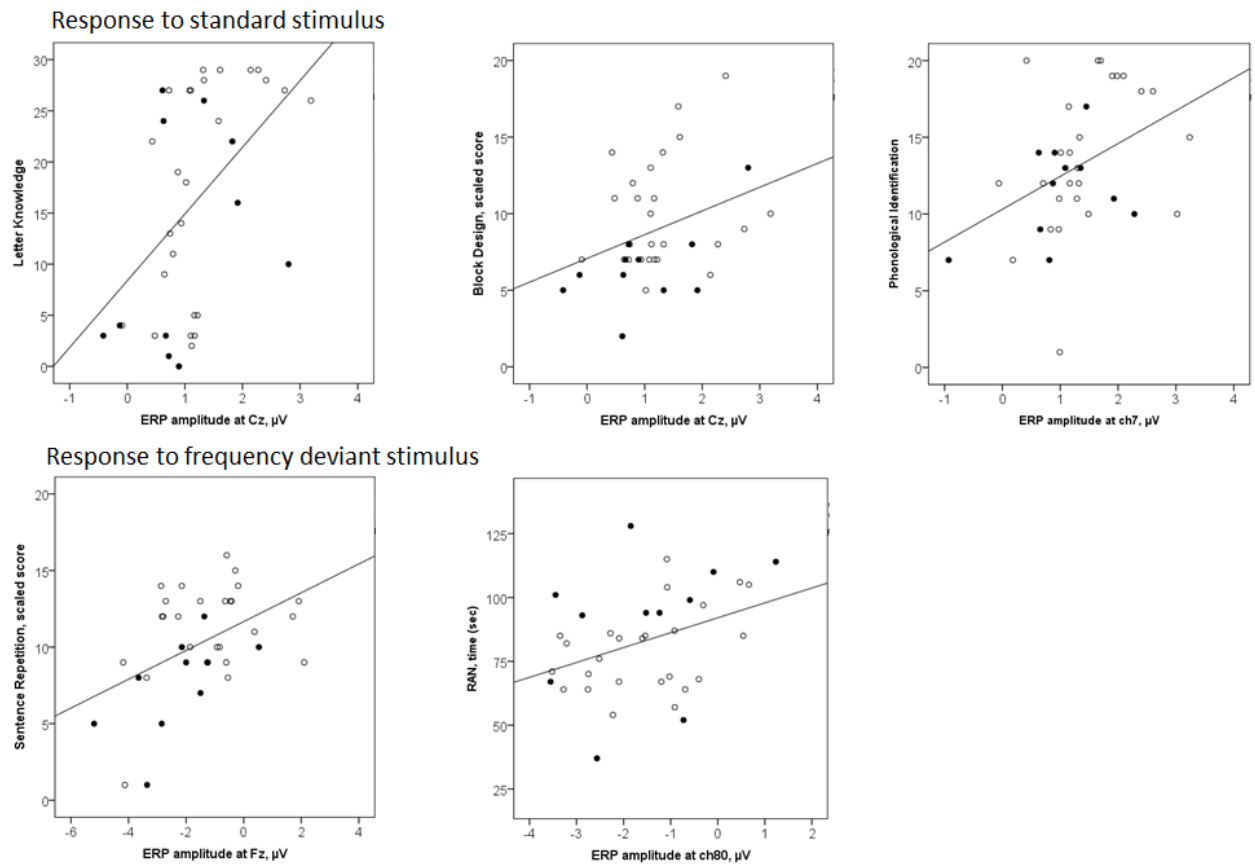 Response to standard stimulus
30
25
20
15
10
5
0
Letter Knowledge
-1 0 1 2 3 4
ERP amplitude at Cz, µV
20
15
10
5
0
Block Design, scaled score
-1 0 1 2 3 4
ERP amplitude at Cz, µV
20
15
10
5
0
Phonological Identification
-1 0 1 2 3 4
ERP amplitude at ch7, µV
Response to frequency deviant stimulus
20
15
10
5
0
Sentence Repetition, scaled score
-6 -4 -2 0 2 4
ERP amplitude at Fz, µV
125
100
75
50
25
RAN, time (sec)
-4 -3 -2 -1 0 1 2
ERP amplitude at ch80, µV